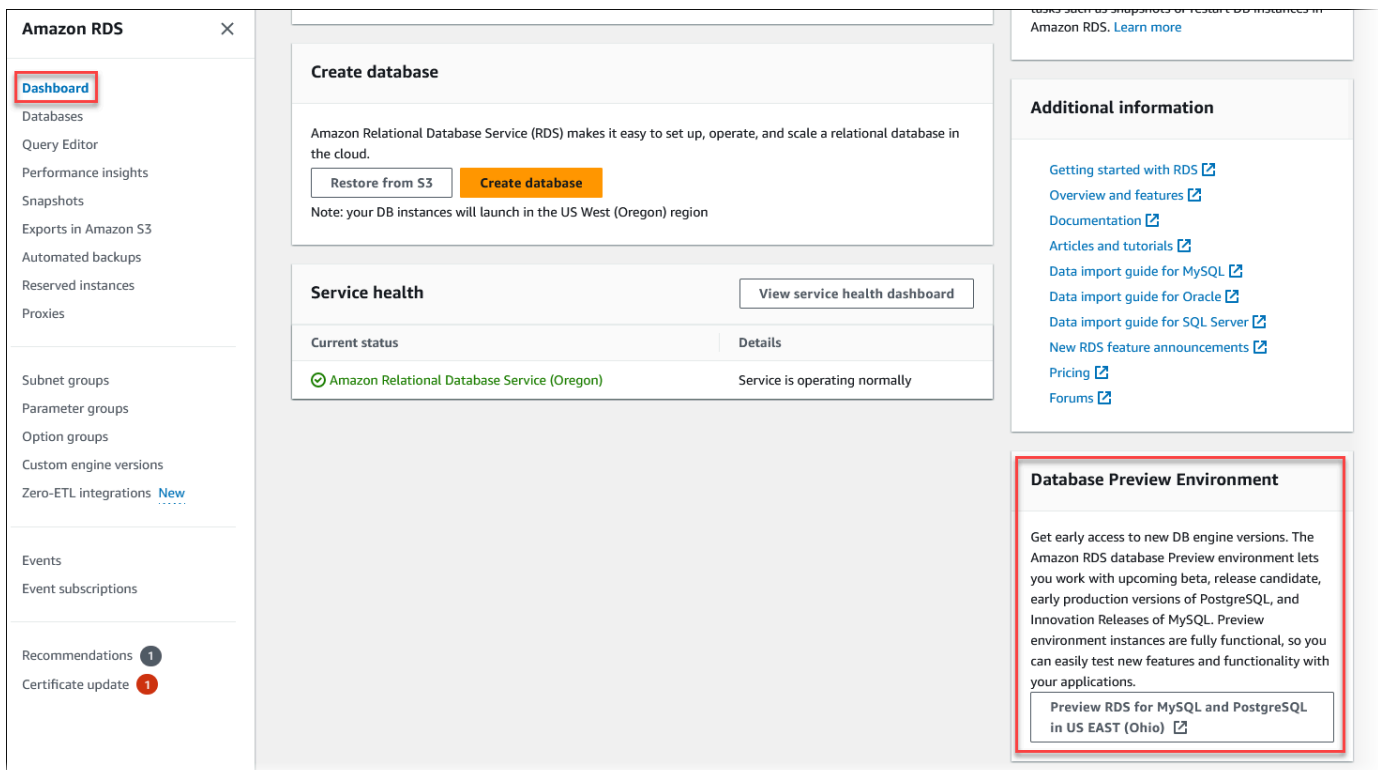 Amazon RDS
Dashboard
Databases
Query Editor
Performance insights
Snapshots
Exports in Amazon S3
Automated backups
Reserved instances
Proxies
Subnet groups
Parameter groups
Option groups
Custom engine versions
Zero-ETL integrations New
Events
Event subscriptions
Recommendations 1
Certificate update 1
Create database
Amazon Relational Database Service (RDS) makes it easy to set up, operate, and scale a relational database in
the cloud.
Restore from S3 Create database
Note: your DB instances will launch in the US West (Oregon) region
Service health View service health dashboard
Current status Details
Amazon Relational Database Service (Oregon) Service is operating normally
tasks such as snapshots or restart DB instances in
Amazon RDS. Learn more
Additional information
Getting started with RDS
Overview and features
Documentation
Articles and tutorials
Data import guide for MySQL
Data import guide for Oracle
Data import guide for SQL Server
New RDS feature announcements
Pricing
Forums
Database Preview Environment
Get early access to new DB engine versions. The
Amazon RDS database Preview environment lets
you work with upcoming beta, release candidate,
early production versions of PostgreSQL, and
Innovation Releases of MySQL. Preview
environment instances are fully functional, so you
can easily test new features and functionality with
your applications.
Preview RDS for MySQL and PostgreSQL
in US EAST (Ohio)